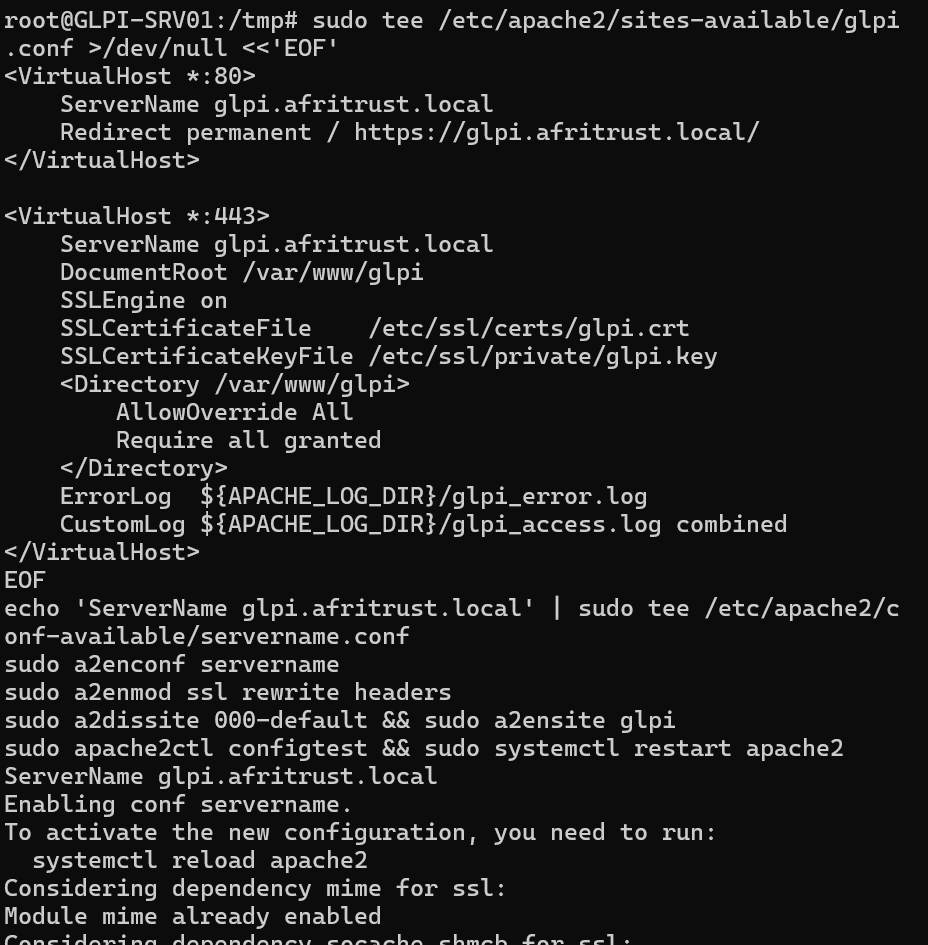 root@GLPI-SRV01:/tmp# sudo tee /etc/apache2/sites-available/glpi
.conf >/dev/null <<'EOF'
<VirtualHost *:80>
    ServerName glpi.afritrust.local
    Redirect permanent / https://glpi.afritrust.local/
</VirtualHost>

<VirtualHost *:443>
    ServerName glpi.afritrust.local
    DocumentRoot /var/www/glpi
    SSLEngine on
    SSLCertificateFile    /etc/ssl/certs/glpi.crt
    SSLCertificateKeyFile /etc/ssl/private/glpi.key
    <Directory /var/www/glpi>
        AllowOverride All
        Require all granted
    </Directory>
    ErrorLog  ${APACHE_LOG_DIR}/glpi_error.log
    CustomLog ${APACHE_LOG_DIR}/glpi_access.log combined
</VirtualHost>
EOF
echo 'ServerName glpi.afritrust.local' | sudo tee /etc/apache2/c
onf-available/servername.conf
sudo a2enconf servername
sudo a2enmod ssl rewrite headers
sudo a2dissite 000-default && sudo a2ensite glpi
sudo apache2ctl configtest && sudo systemctl restart apache2
ServerName glpi.afritrust.local
Enabling conf servername.
To activate the new configuration, you need to run:
  systemctl reload apache2
Considering dependency mime for ssl:
Module mime already enabled
Considering dependency socache_shmcb for ssl: